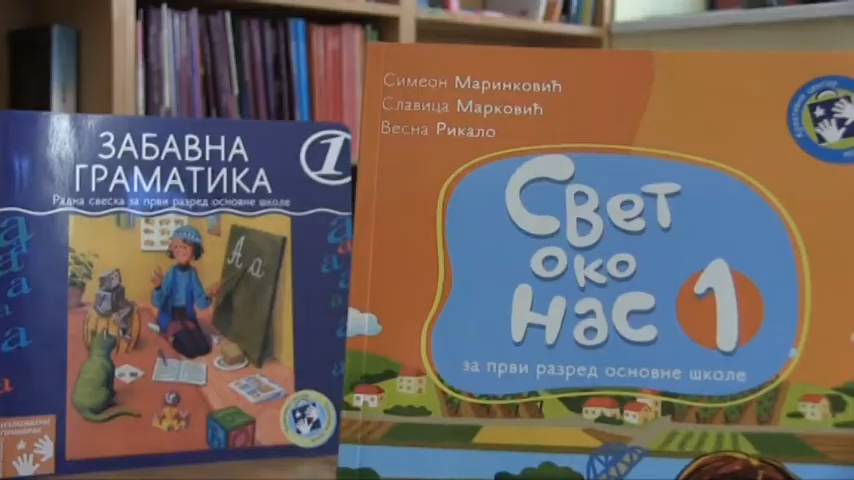 ЗАБАВНА
ГРАМАТИКА
1
Радна свеска за први разред основне школе
А а
Симеон Маринковић
Славица Марковић
Весна Рикало
Свет
око
нас 1
за први разред основне школе